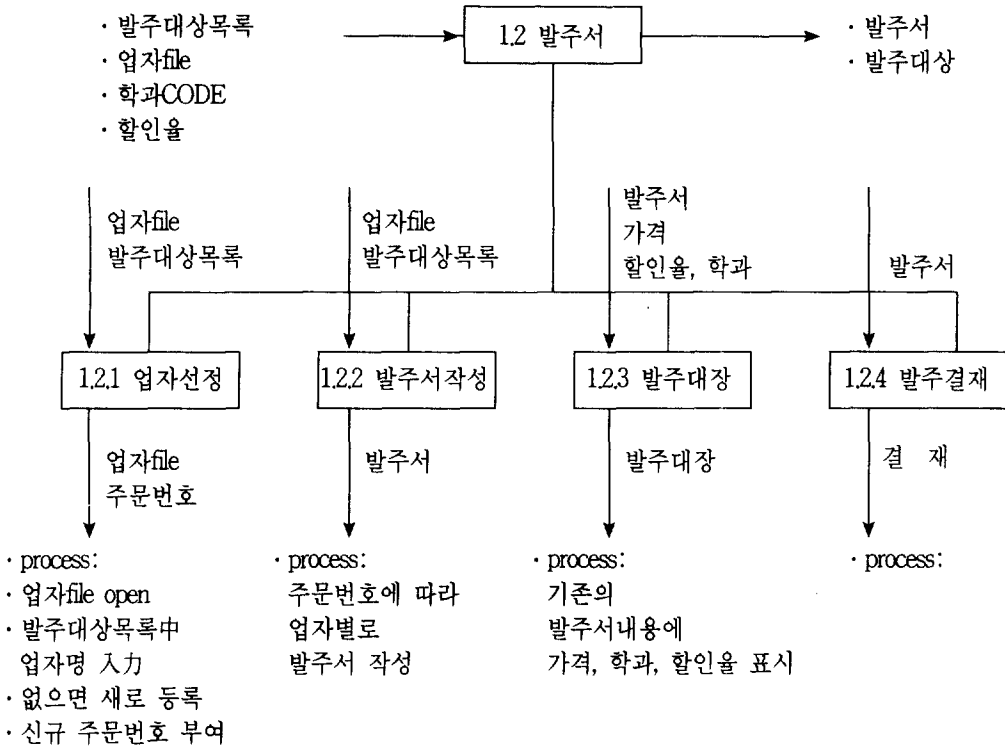 · 발주대상목록
· 업자file
· 학과CODE
· 할인율
1.2 발주서
· 발주서
· 발주대상
업자file
발주대상목록
업자file
발주대상목록
발주서
가격
할인율, 학과
발주서
1.2.1 업자선정
1.2.2 발주서작성
1.2.3 발주대장
1.2.4 발주결재
업자file
주문번호
발주서
발주대장
결 재
· process:
· 업자file open
· 발주대상목록中
업자명 入力
· 없으면 새로 등록
· 신규 주문번호 부여
· process:
주문번호에 따라
업자별로
발주서 작성
· process:
기존의
발주서내용에
가격, 학과, 할인율 표시
· process: